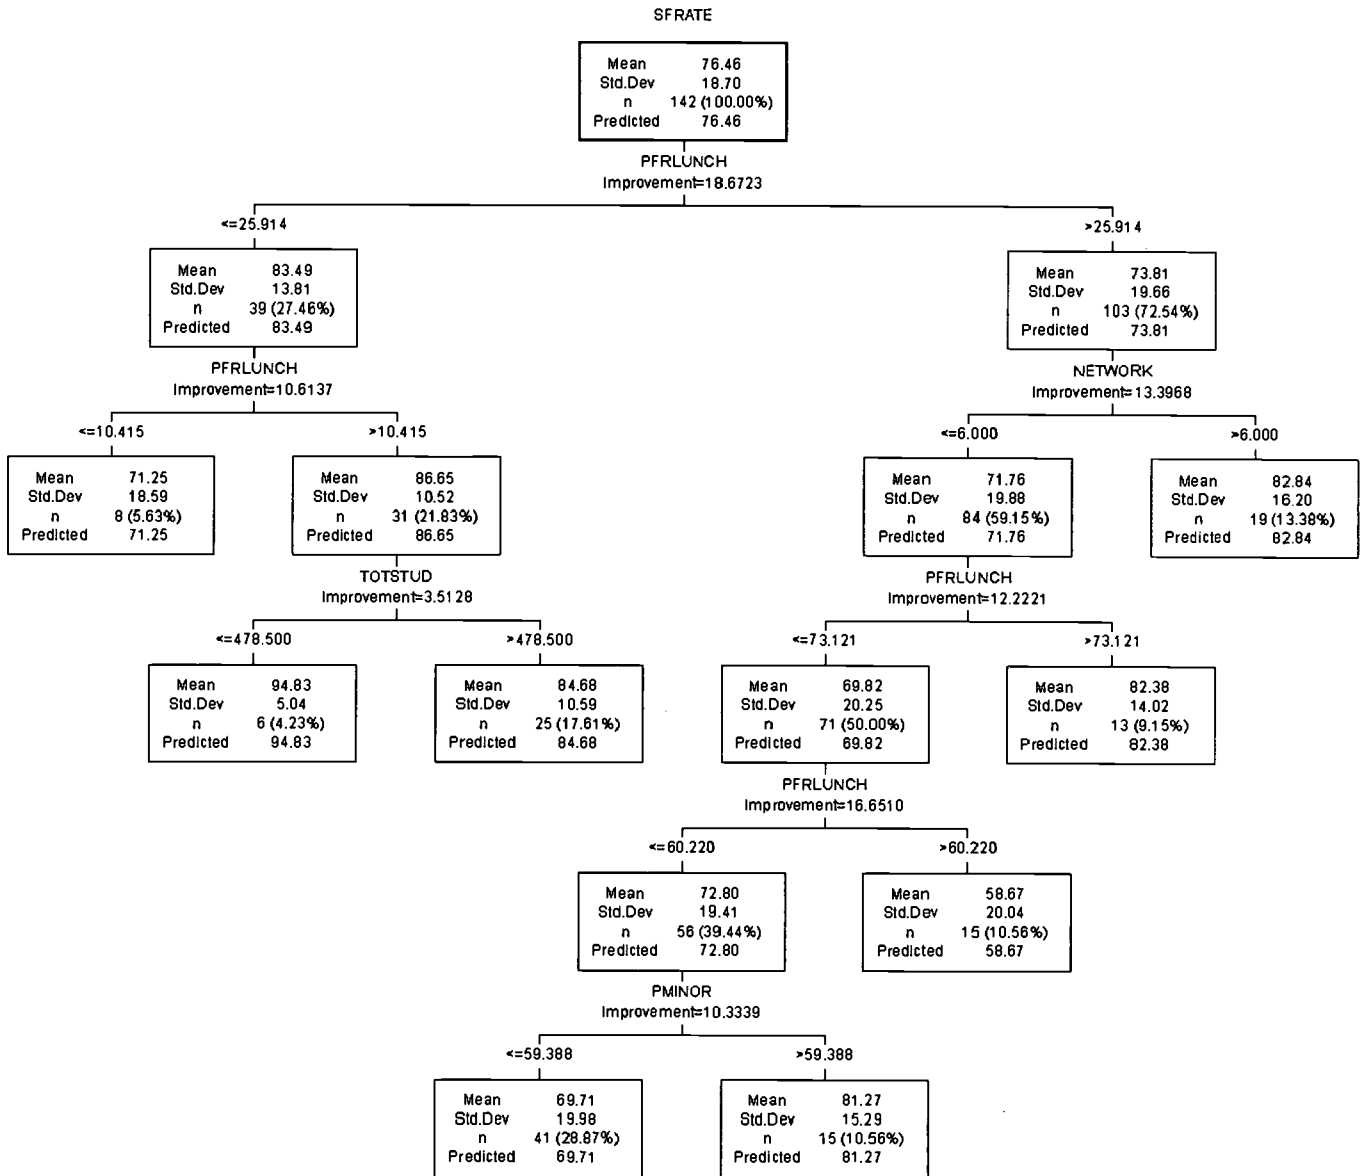 SFRATE
Mean 76.46
Std.Dev 18.70
n 142 (100.00%)
Predicted 76.46
PFRLUNCH
Improvement=18.6723
<=25.914
>25.914
Mean 83.49
Std.Dev 13.81
n 39 (27.46%)
Predicted 83.49
Mean 73.81
Std.Dev 19.66
n 103 (72.54%)
Predicted 73.81
PFRLUNCH
Improvement=10.6137
NETWORK
Improvement=13.3968
<=10.415
>10.415
<=6.000
>6.000
Mean 71.25
Std.Dev 18.59
n 8 (5.63%)
Predicted 71.25
Mean 86.65
Std.Dev 10.52
n 31 (21.83%)
Predicted 86.65
Mean 71.76
Std.Dev 19.88
n 84 (59.15%)
Predicted 71.76
Mean 82.84
Std.Dev 16.20
n 19 (13.38%)
Predicted 82.84
TOTSTUD
Improvement=3.5128
PFRLUNCH
Improvement=12.2221
<=478.500
>478.500
<=73.121
>73.121
Mean 94.83
Std.Dev 5.04
n 6 (4.23%)
Predicted 94.83
Mean 84.68
Std.Dev 10.59
n 25 (17.61%)
Predicted 84.68
Mean 69.82
Std.Dev 20.25
n 71 (50.00%)
Predicted 69.82
Mean 82.38
Std.Dev 14.02
n 13 (9.15%)
Predicted 82.38
PFRLUNCH
Improvement=16.6510
<=60.220
>60.220
Mean 72.80
Std.Dev 19.41
n 56 (39.44%)
Predicted 72.80
Mean 58.67
Std.Dev 20.04
n 15 (10.56%)
Predicted 58.67
PMINOR
Improvement=10.3339
<=59.388
>59.388
Mean 69.71
Std.Dev 19.98
n 41 (28.87%)
Predicted 69.71
Mean 81.27
Std.Dev 15.29
n 15 (10.56%)
Predicted 81.27